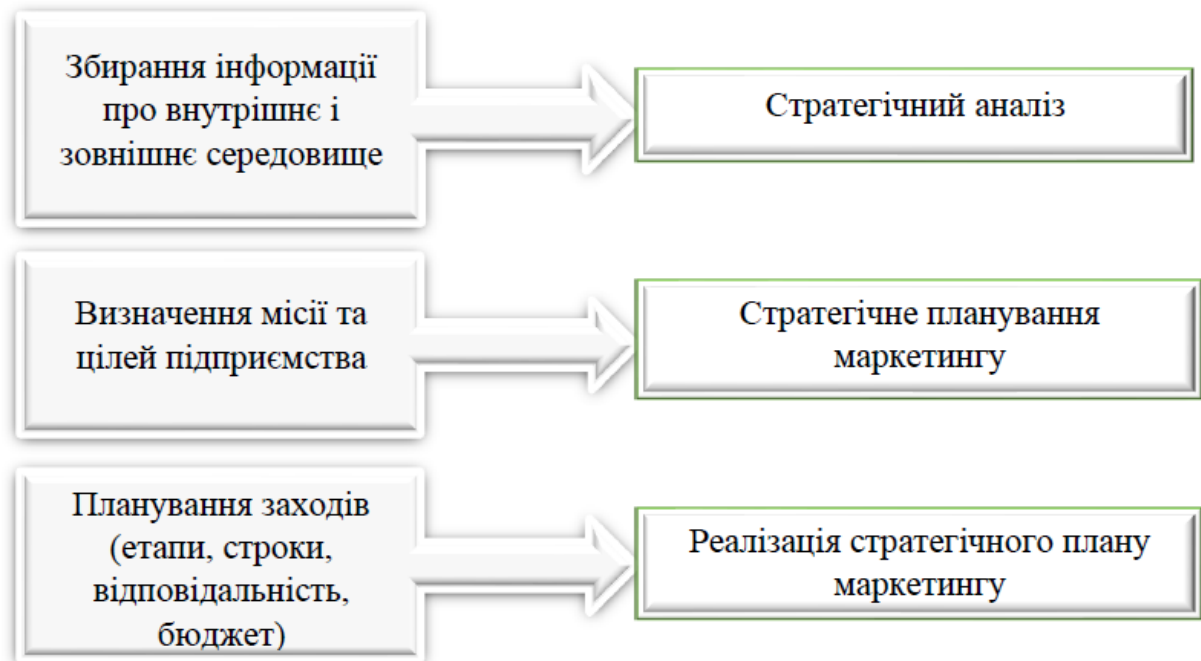 Збирання інформації
про внутрішнє і
зовнішнє середовище
Стратегічний аналіз
Визначення місії та
цілей підприємства
Стратегічне планування
маркетингу
Планування заходів
(етапи, строки,
відповідальність,
бюджет)
Реалізація стратегічного плану
маркетингу